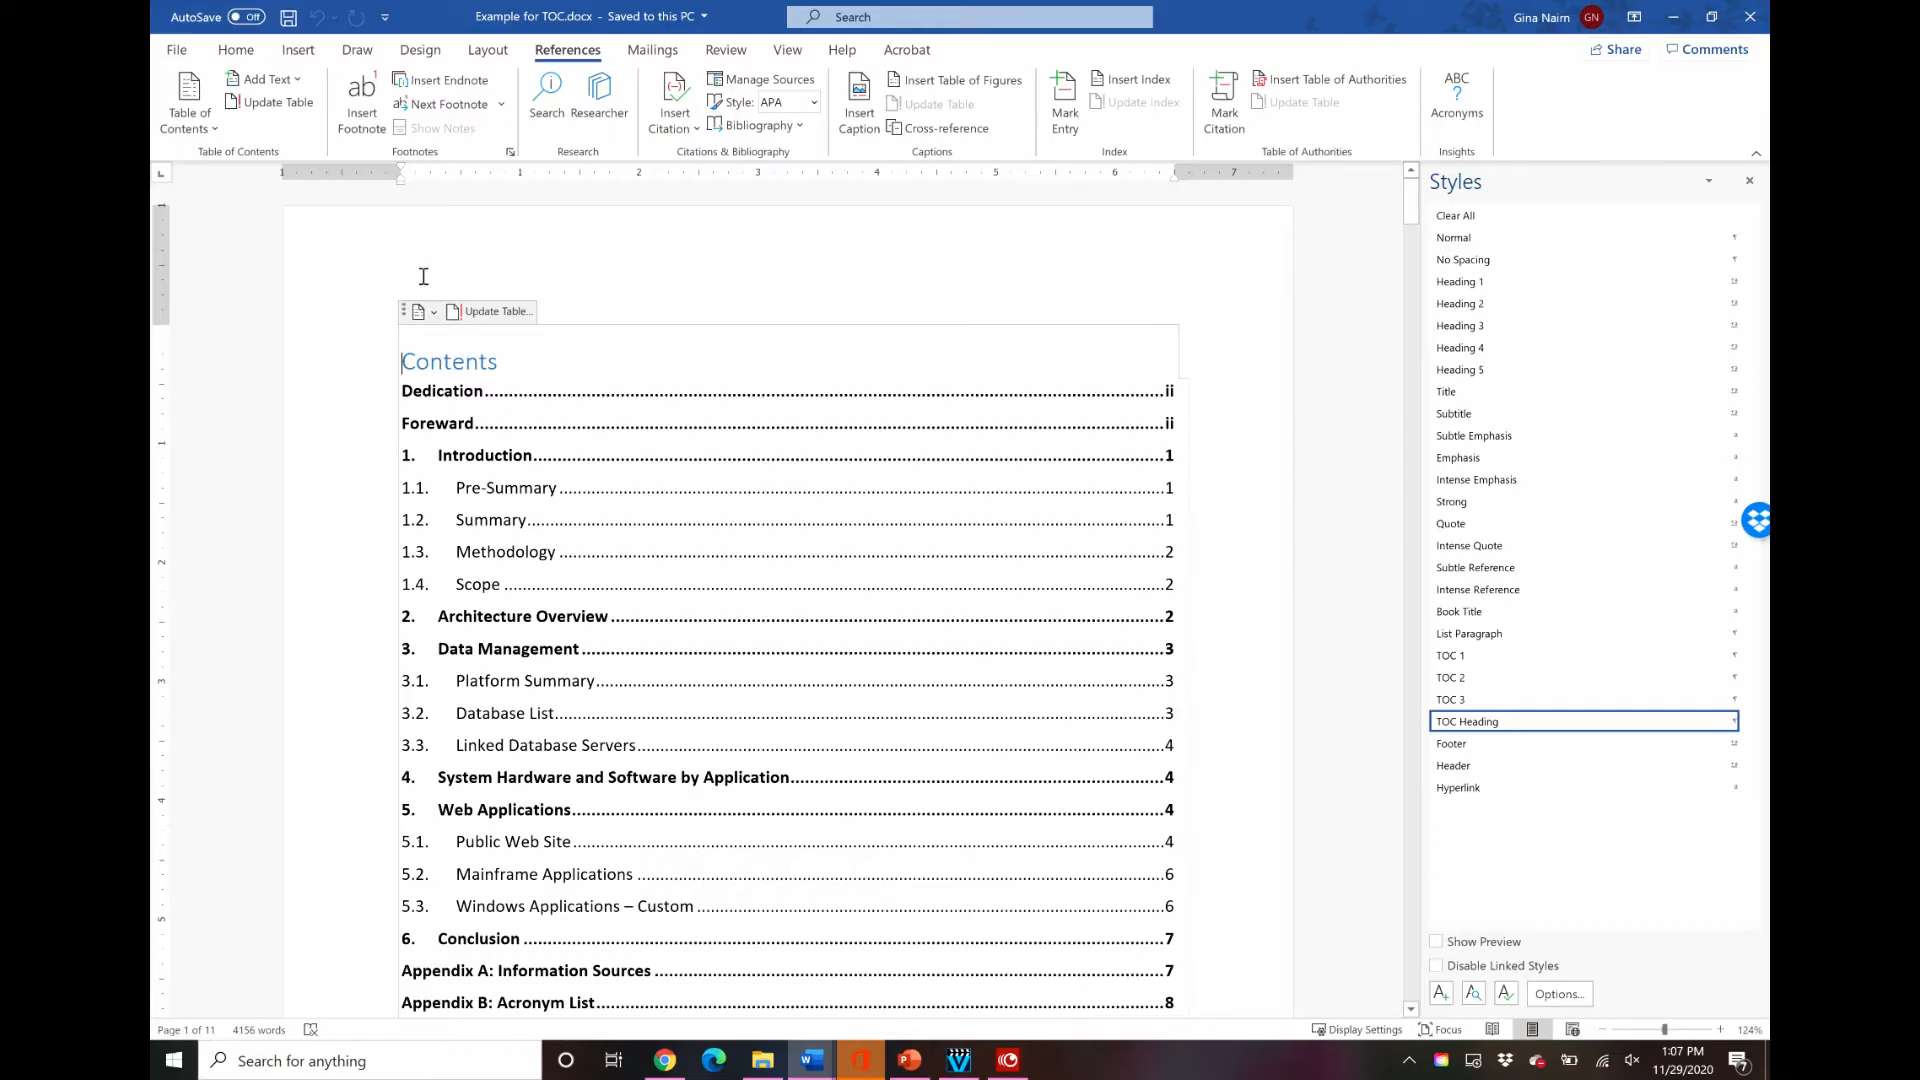 AutoSave Off Example for TOC.docx - Saved to this PC Search Gina Nairn GN
File Home Insert Draw Design Layout References Mailings Review View Help Acrobat Share Comments
Table of Contents
Add Text
Update Table
Table of Contents
ab 1 Insert Footnote
Insert Endnote
Next Footnote
Show Notes
Footnotes
Search Researcher
Research
Insert Citation
Manage Sources
Style: APA
Bibliography
Citations & Bibliography
Insert Caption
Insert Table of Figures
Update Table
Cross-reference
Captions
Mark Entry
Insert Index
Update Index
Index
Mark Citation
Insert Table of Authorities
Update Table
Table of Authorities
ABC
?
Acronyms
Insights
1 1 2 3 4 5 6 7
Update Table...
Contents
Dedication ii
Foreward ii
1. Introduction 1
1.1. Pre-Summary 1
1.2. Summary 1
1.3. Methodology 2
1.4. Scope 2
2. Architecture Overview 2
3. Data Management 3
3.1. Platform Summary 3
3.2. Database List 3
3.3. Linked Database Servers 4
4. System Hardware and Software by Application 4
5. Web Applications 4
5.1. Public Web Site 4
5.2. Mainframe Applications 6
5.3. Windows Applications – Custom 6
6. Conclusion 7
Appendix A: Information Sources 7
Appendix B: Acronym List 8
Styles
Clear All
Normal
No Spacing
Heading 1
Heading 2
Heading 3
Heading 4
Heading 5
Title
Subtitle
Subtle Emphasis
Emphasis
Intense Emphasis
Strong
Quote
Intense Quote
Subtle Reference
Intense Reference
Book Title
List Paragraph
TOC 1
TOC 2
TOC 3
TOC Heading
Footer
Header
Hyperlink
Show Preview
Disable Linked Styles
Options...
Page 1 of 11 4156 words Display Settings Focus 124%
Search for anything
1:07 PM
11/29/2020
7